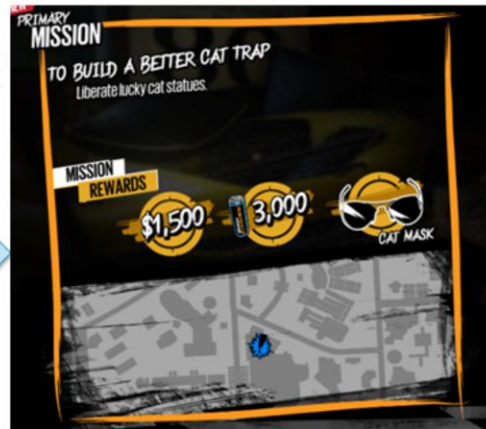 PRIMARY
MISSION
TO BUILD A BETTER CAT TRAP
Liberate lucky cat statues.
MISSION
REWARDS
$1,500
3,000
CAT MASK